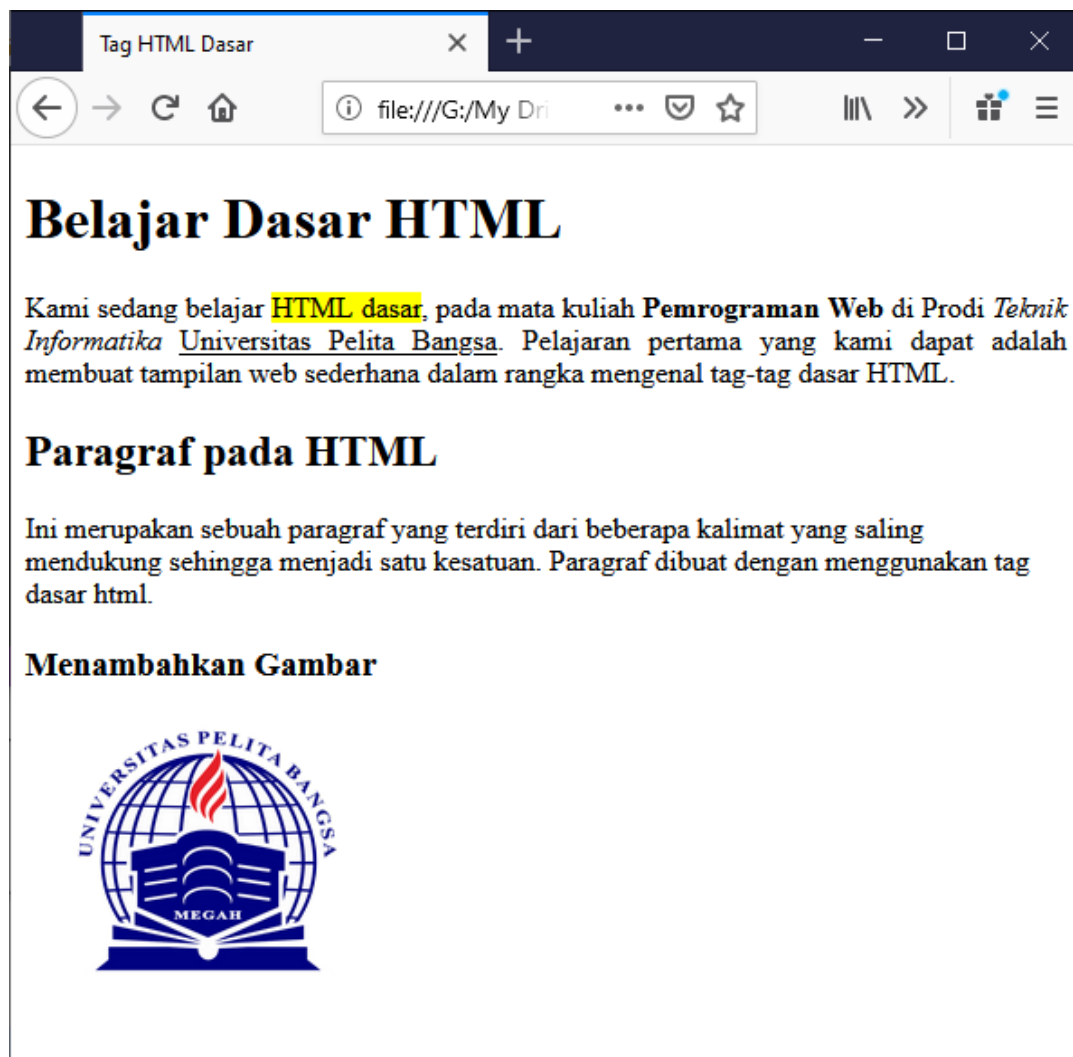 Tag HTML Dasar
file:///G:/My Dri
Belajar Dasar HTML
Kami sedang belajar HTML dasar, pada mata kuliah Pemrograman Web di Prodi Teknik
Informatika Universitas Pelita Bangsa. Pelajaran pertama yang kami dapat adalah
membuat tampilan web sederhana dalam rangka mengenal tag-tag dasar HTML.
Paragraf pada HTML
Ini merupakan sebuah paragraf yang terdiri dari beberapa kalimat yang saling
mendukung sehingga menjadi satu kesatuan. Paragraf dibuat dengan menggunakan tag
dasar html.
Menambahkan Gambar
UNIVERSITAS PELITA BANGSA
MEGAH